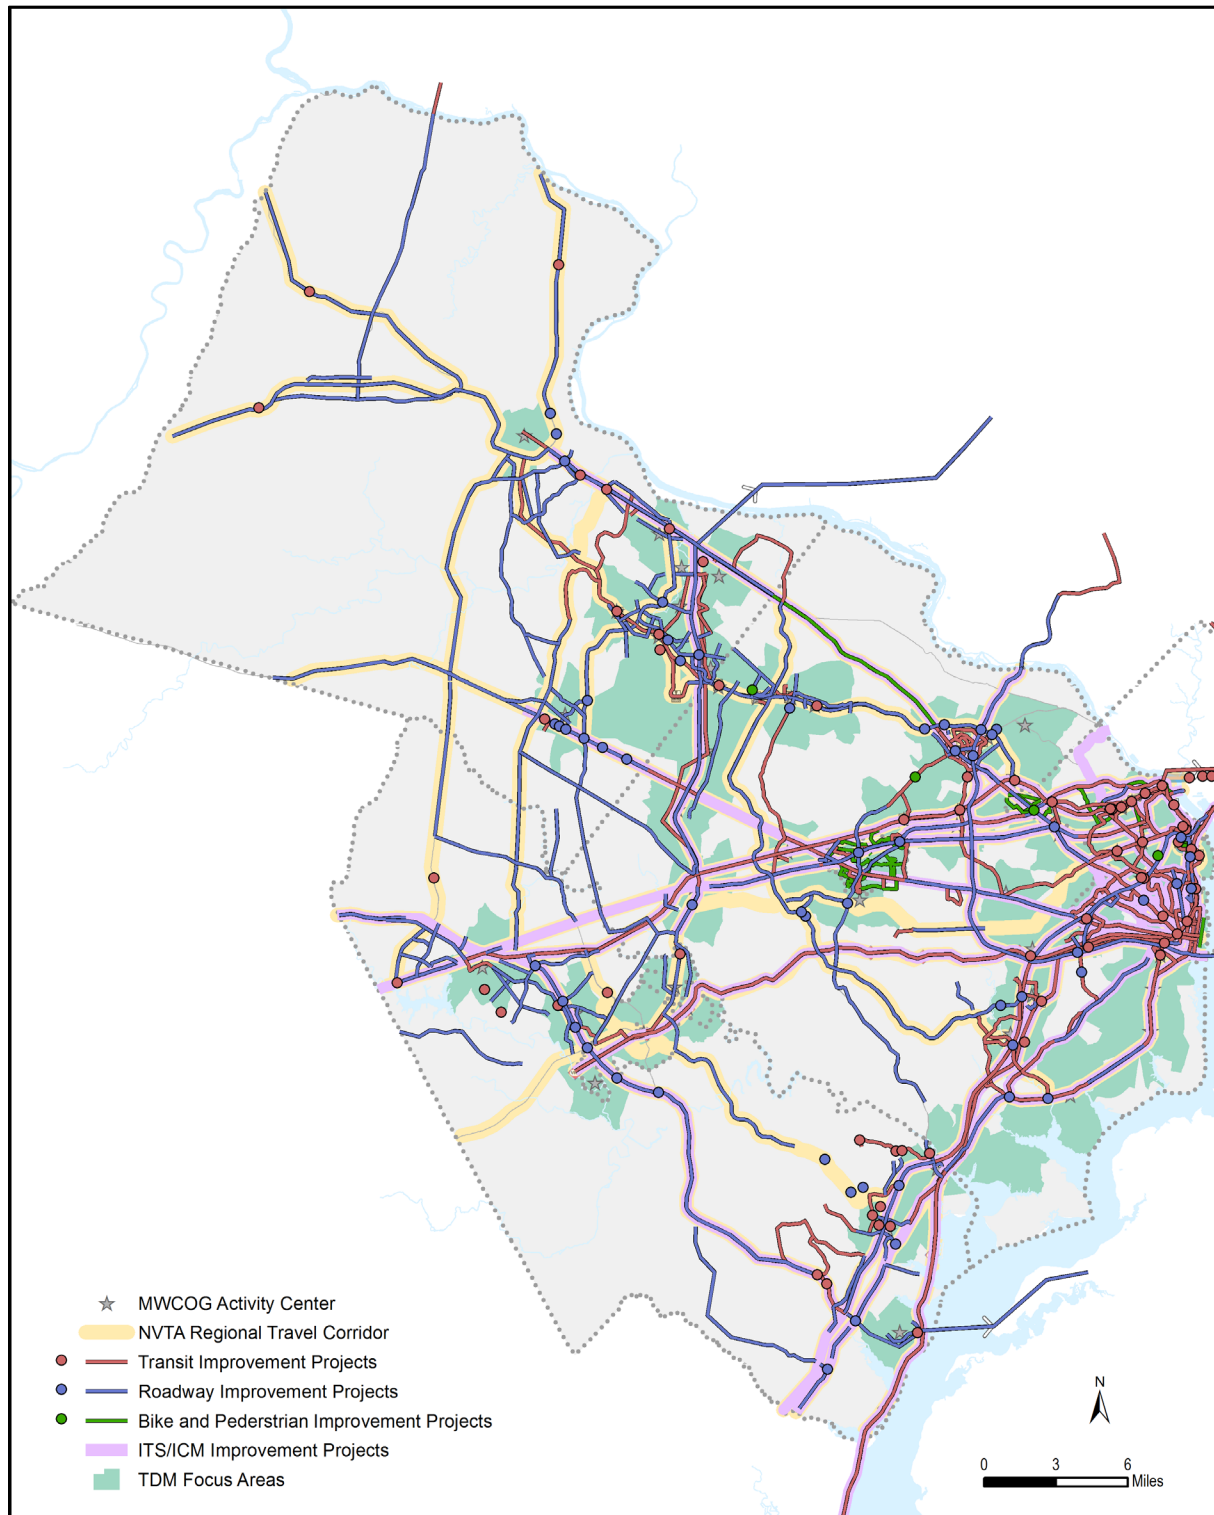 MWCOG Activity Center
NVTA Regional Travel Corridor
Transit Improvement Projects
Roadway Improvement Projects
Bike and Pederstrian Improvement Projects
ITS/ICM Improvement Projects
TDM Focus Areas
N
0 3 6
Miles